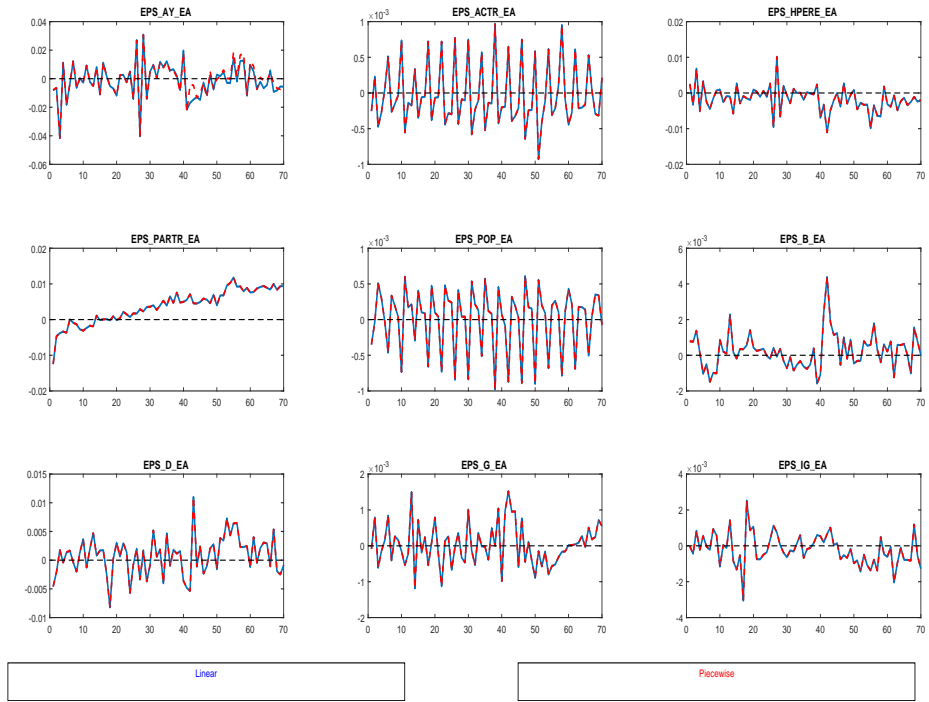 EPS_AY_EA
0.04
0.02
0
-0.02
-0.04
-0.06
0 10 20 30 40 50 60 70
EPS_ACTR_EA
×10⁻³
1
0.5
0
-0.5
-1
0 10 20 30 40 50 60 70
EPS_HPERE_EA
0.02
0.01
0
-0.01
-0.02
0 10 20 30 40 50 60 70
EPS_PARTR_EA
0.02
0.01
0
-0.01
-0.02
0 10 20 30 40 50 60 70
EPS_POP_EA
×10⁻³
1
0.5
0
-0.5
-1
0 10 20 30 40 50 60 70
EPS_B_EA
×10⁻³
6
4
2
0
-2
0 10 20 30 40 50 60 70
EPS_D_EA
0.015
0.01
0.005
0
-0.005
-0.01
0 10 20 30 40 50 60 70
EPS_G_EA
×10⁻³
2
1
0
-1
-2
0 10 20 30 40 50 60 70
EPS_IG_EA
×10⁻³
4
2
0
-2
-4
0 10 20 30 40 50 60 70
Linear
Piecewise